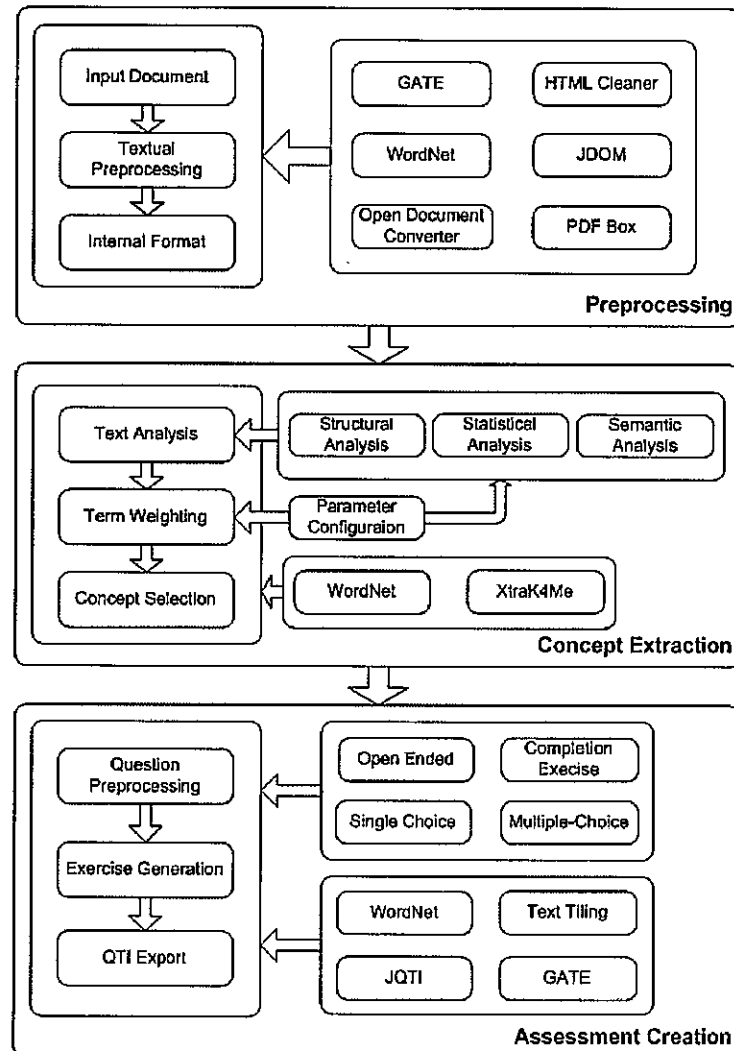 Input Document
Textual
Preprocessing
Internal Format
GATE
HTML Cleaner
WordNet
JDOM
Open Document
Converter
PDF Box
Preprocessing
Text Analysis
Term Weighting
Concept Selection
Structural
Analysis
Statistical
Analysis
Semantic
Analysis
Parameter
Configuraion
WordNet
XtraK4Me
Concept Extraction
Question
Preprocessing
Exercise Generation
QTI Export
Open Ended
Completion
Execise
Single Choice
Multiple-Choice
WordNet
Text Tiling
JQTI
GATE
Assessment Creation